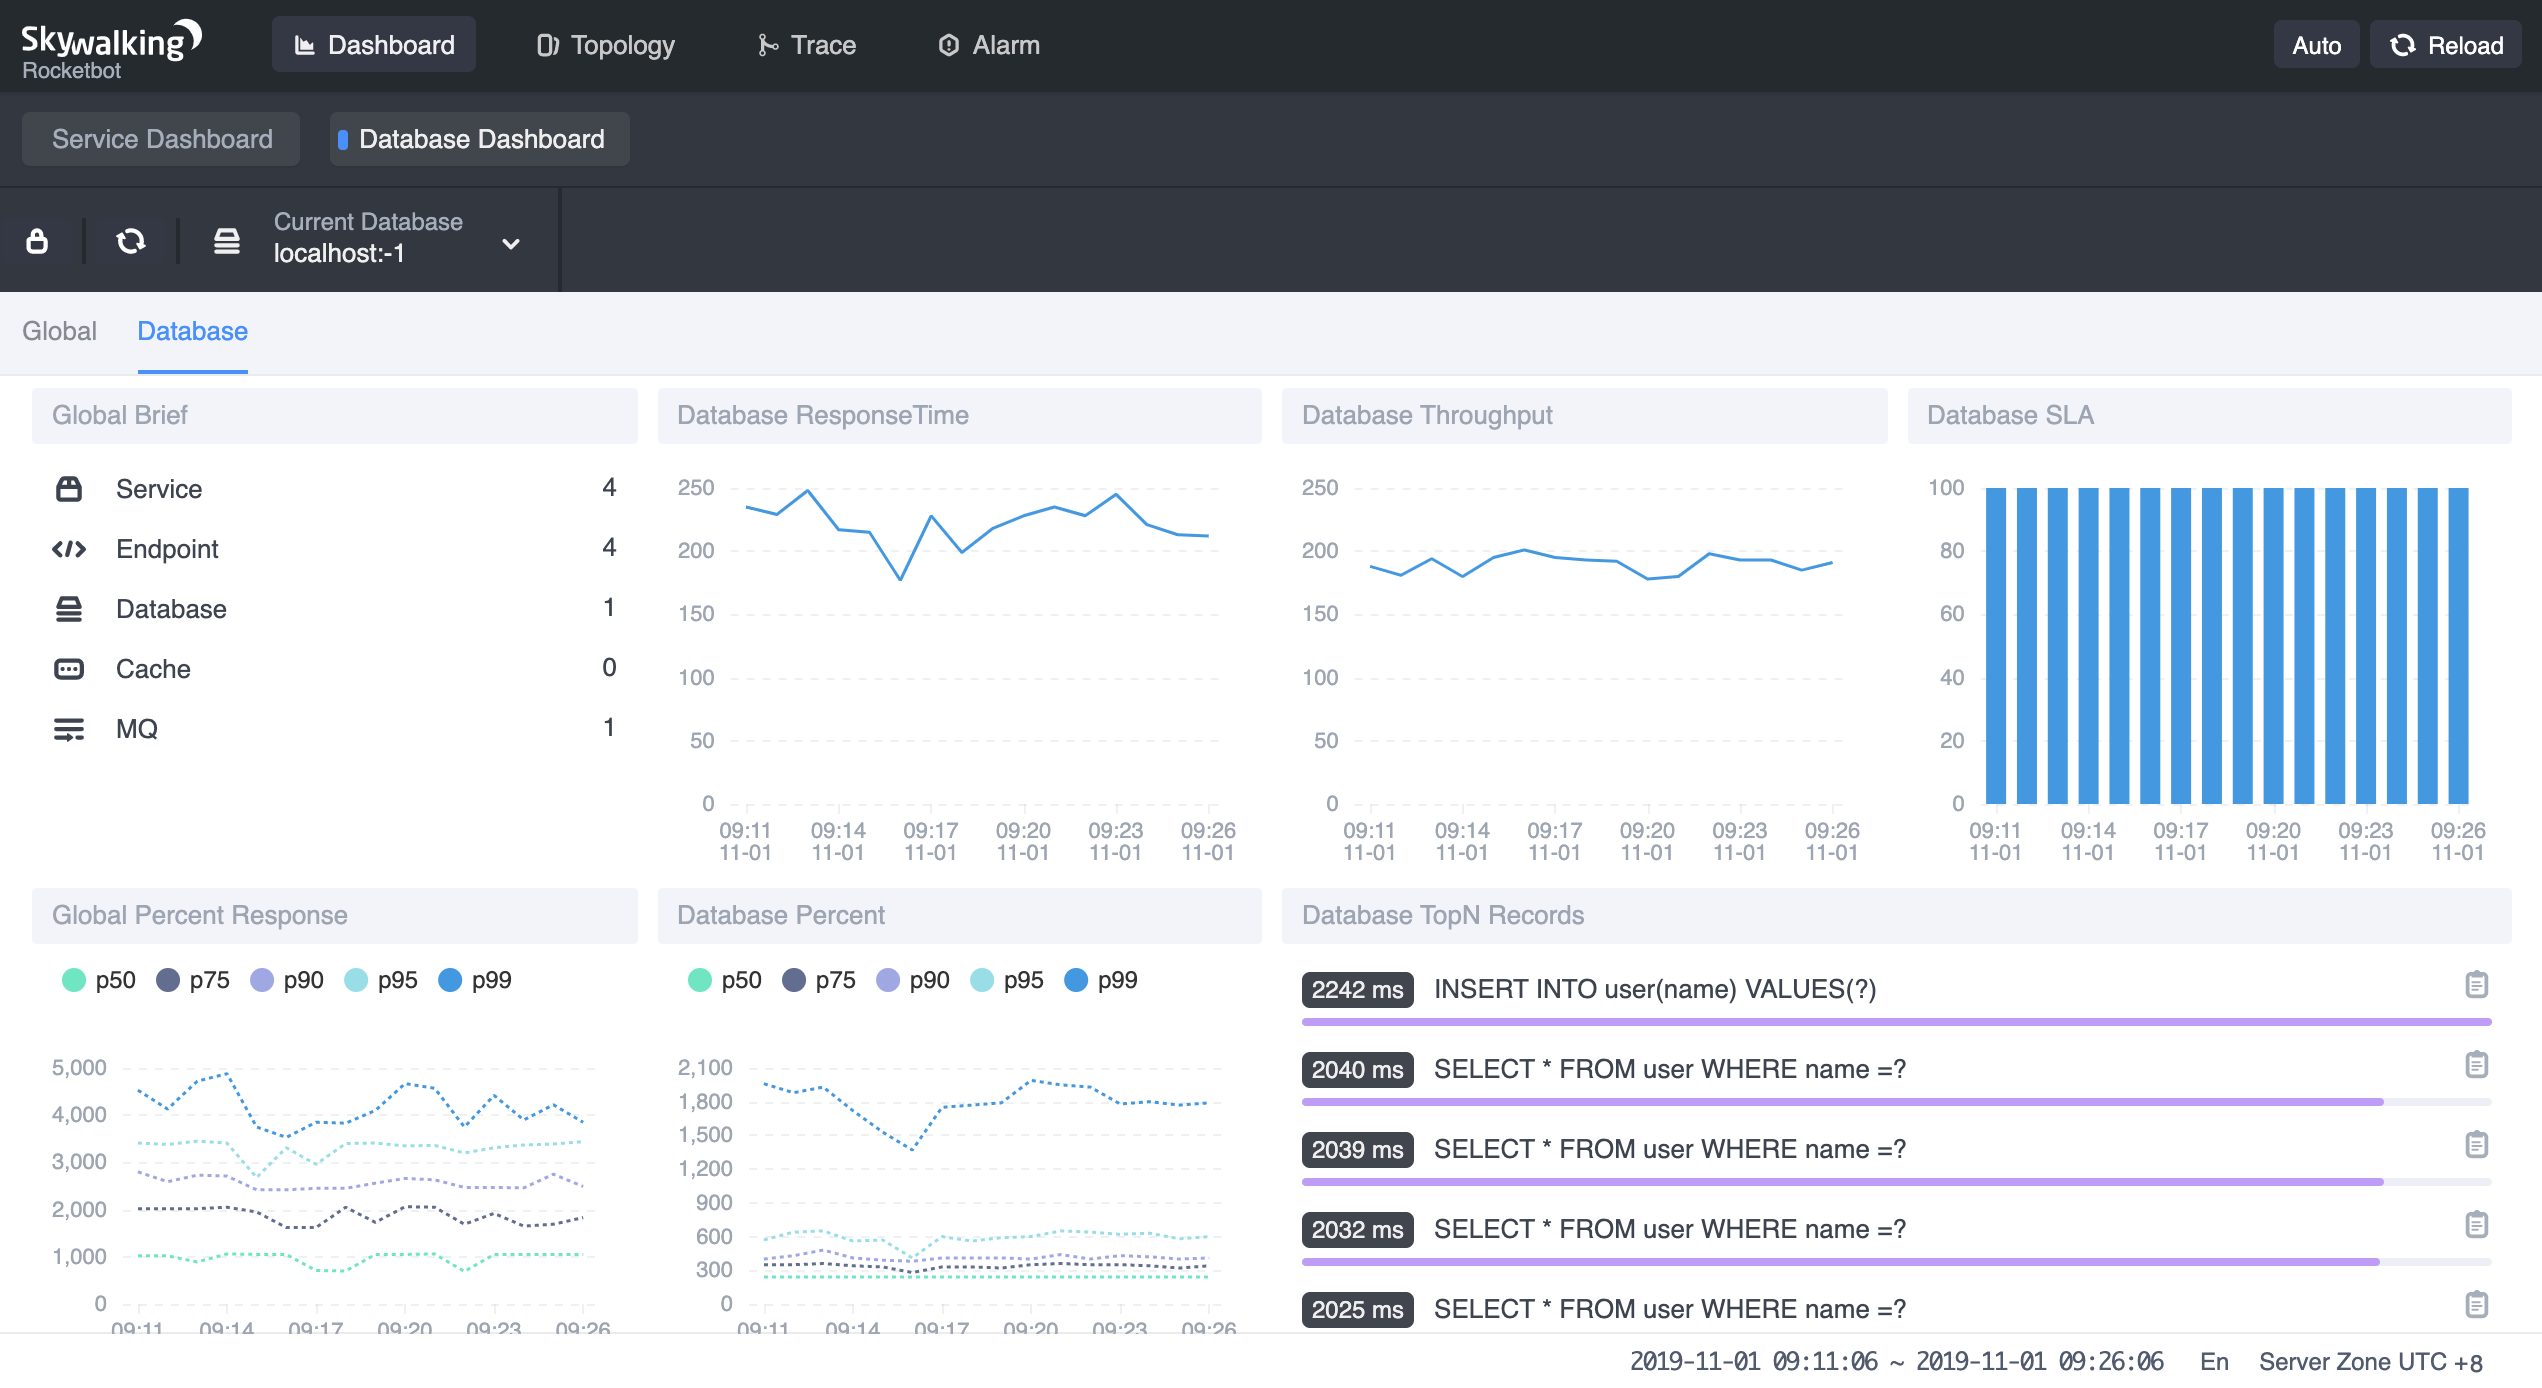 Skywalking
Rocketbot
Dashboard
Topology
Trace
Alarm
Auto
Reload
Service Dashboard
Database Dashboard
Current Database
localhost:-1
Global
Database
Global Brief
Service 4
Endpoint 4
Database 1
Cache 0
MQ 1
Database ResponseTime
250
200
150
100
50
0
09:11 09:14 09:17 09:20 09:23 09:26
11-01 11-01 11-01 11-01 11-01 11-01
Database Throughput
250
200
150
100
50
0
09:11 09:14 09:17 09:20 09:23 09:26
11-01 11-01 11-01 11-01 11-01 11-01
Database SLA
100
80
60
40
20
0
09:11 09:14 09:17 09:20 09:23 09:26
11-01 11-01 11-01 11-01 11-01 11-01
Global Percent Response
p50 p75 p90 p95 p99
5,000
4,000
3,000
2,000
1,000
0
09:11 09:14 09:17 09:20 09:23 09:26
Database Percent
p50 p75 p90 p95 p99
2,100
1,800
1,500
1,200
900
600
300
0
09:11 09:14 09:17 09:20 09:23 09:26
Database TopN Records
2242 ms INSERT INTO user(name) VALUES(?)
2040 ms SELECT * FROM user WHERE name =?
2039 ms SELECT * FROM user WHERE name =?
2032 ms SELECT * FROM user WHERE name =?
2025 ms SELECT * FROM user WHERE name =?
2019-11-01 09:11:06 ~ 2019-11-01 09:26:06 En Server Zone UTC +8